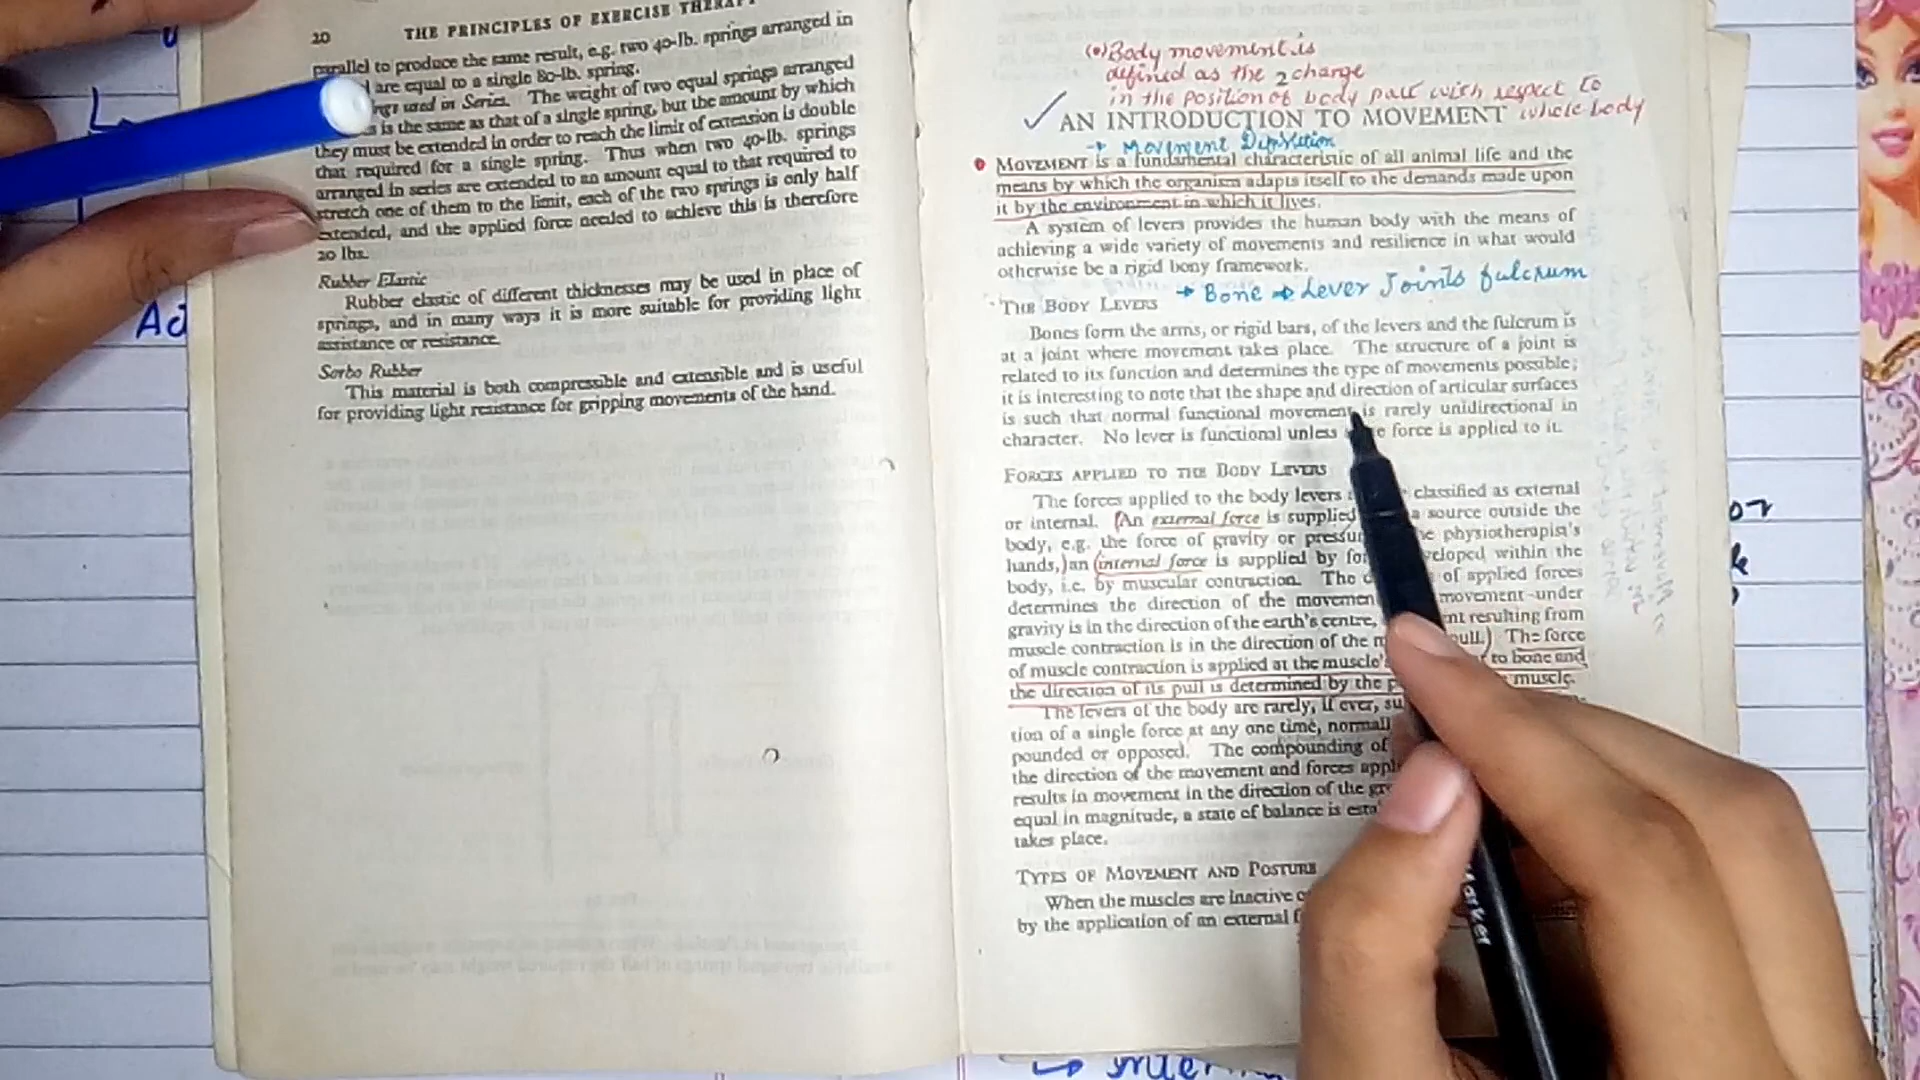 20 THE PRINCIPLES OF EXERCISE THERAPY
parallel to produce the same result, e.g. two 40-lb. springs arranged in
are equal to a single 80-lb. spring.
used in Series. The weight of two equal springs arranged
is the same as that of a single spring, but the amount by which
they must be extended in order to reach the limit of extension is double
that required for a single spring. Thus when two 40-lb. springs
arranged in series are extended to an amount equal to that required to
stretch one of them to the limit, each of the two springs is only half
extended, and the applied force needed to achieve this is therefore
20 lbs.
Rubber Elastic
Rubber elastic of different thicknesses may be used in place of
springs, and in many ways it is more suitable for providing light
assistance or resistance.
Sorbo Rubber
This material is both compressible and extensible and is useful
for providing light resistance for gripping movements of the hand.
Ad
Body movement is
defined as the 2 change
in the position of body part with respect to
AN INTRODUCTION TO MOVEMENT whole body
→ Movement
MOVEMENT is a fundamental characteristic of all animal life and the
means by which the organism adapts itself to the demands made upon
it by the environment in which it lives.
A system of levers provides the human body with the means of
achieving a wide variety of movements and resilience in what would
otherwise be a rigid bony framework.
→ Bone → Lever Joints fulcrum
THE BODY LEVERS
Bones form the arms, or rigid bars, of the levers and the fulcrum is
at a joint where movement takes place. The structure of a joint is
related to its function and determines the type of movements possible;
it is interesting to note that the shape and direction of articular surfaces
is such that normal functional movement is rarely unidirectional in
character. No lever is functional unless force is applied to it.
FORCES APPLIED TO THE BODY LEVERS
The forces applied to the body levers classified as external
or internal. (An external force is supplied a source outside the
body, e.g. the force of gravity or physiotherapist's
hands,) an (internal force is supplied by within the
body, i.e. by muscular contraction. The of applied forces
determines the direction of the movement under
gravity is in the direction of the earth's centre, resulting from
muscle contraction is in the direction of the pull.) The force
of muscle contraction is applied at the muscle's to bone and
the direction of its pull is determined by the muscle.
The levers of the body are rarely, if ever,
tion of a single force at any one time,
pounded or opposed. The compounding of
the direction of the movement and forces
results in movement in the direction of the
equal in magnitude, a state of balance is
takes place.
TYPES OF MOVEMENT AND POSTURE
When the muscles are inactive
by the application of an external
Marker
or